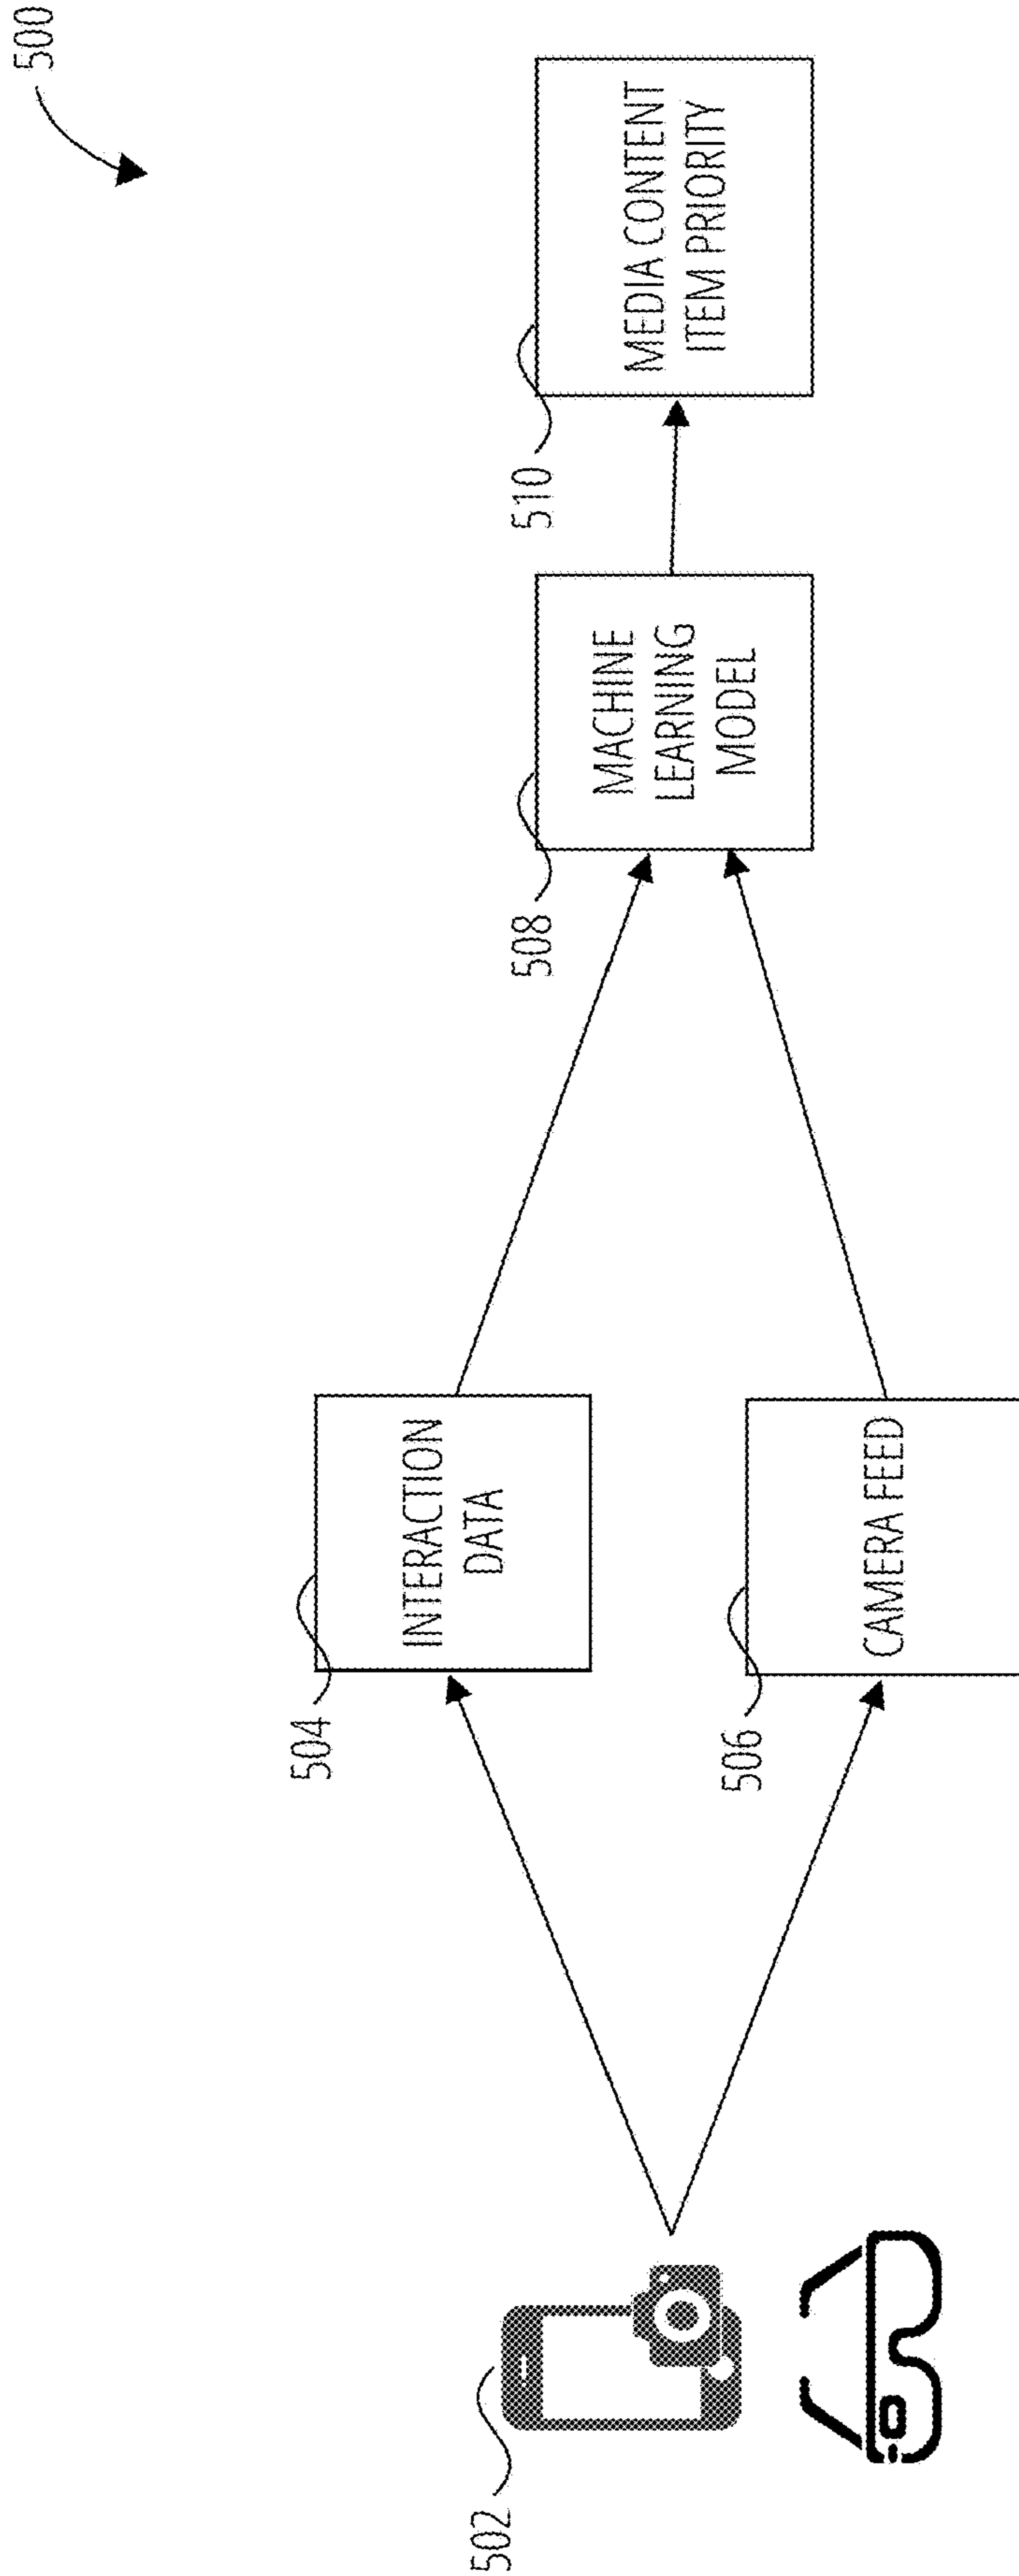 500
502
504
INTERACTION
DATA
506
CAMERA FEED
508
MACHINE
LEARNING
MODEL
510
MEDIA CONTENT
ITEM PRIORITY